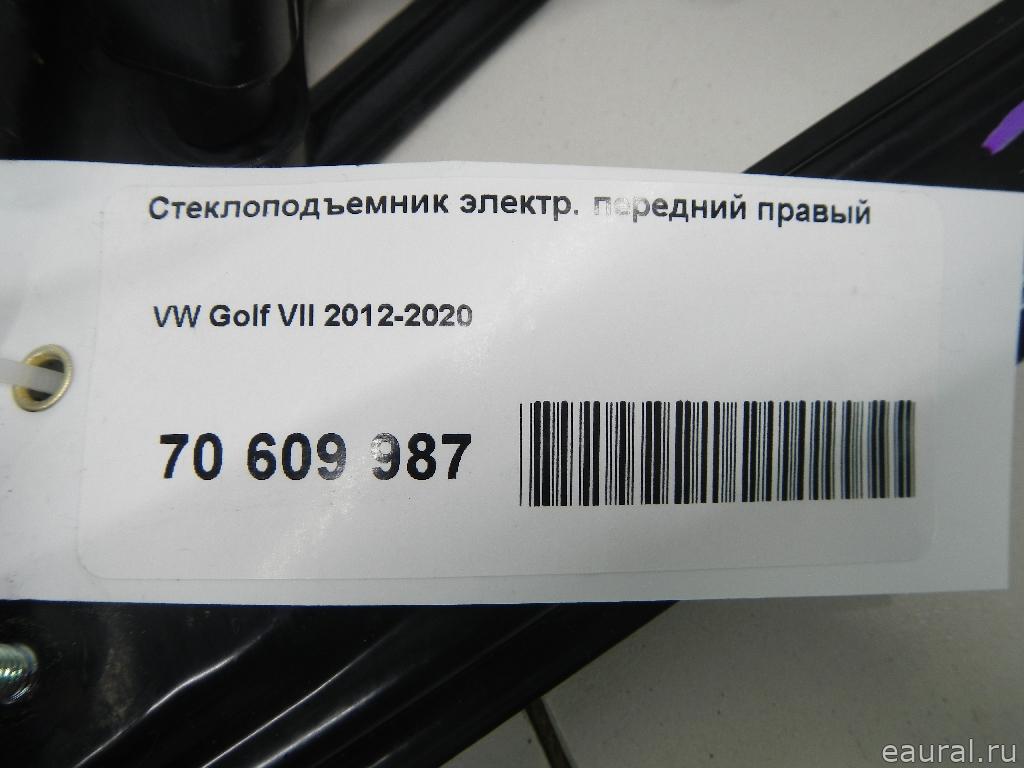 Стеклоподъемник электр. передний правый
VW Golf VII 2012-2020
70 609 987
eaural.ru